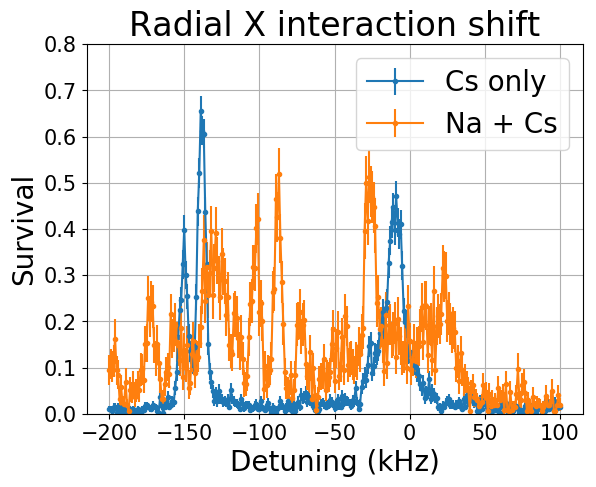 Radial X interaction shift
Cs only
Na + Cs
Survival
0.8
0.7
0.6
0.5
0.4
0.3
0.2
0.1
0.0
−200 −150 −100 −50 0 50 100
Detuning (kHz)